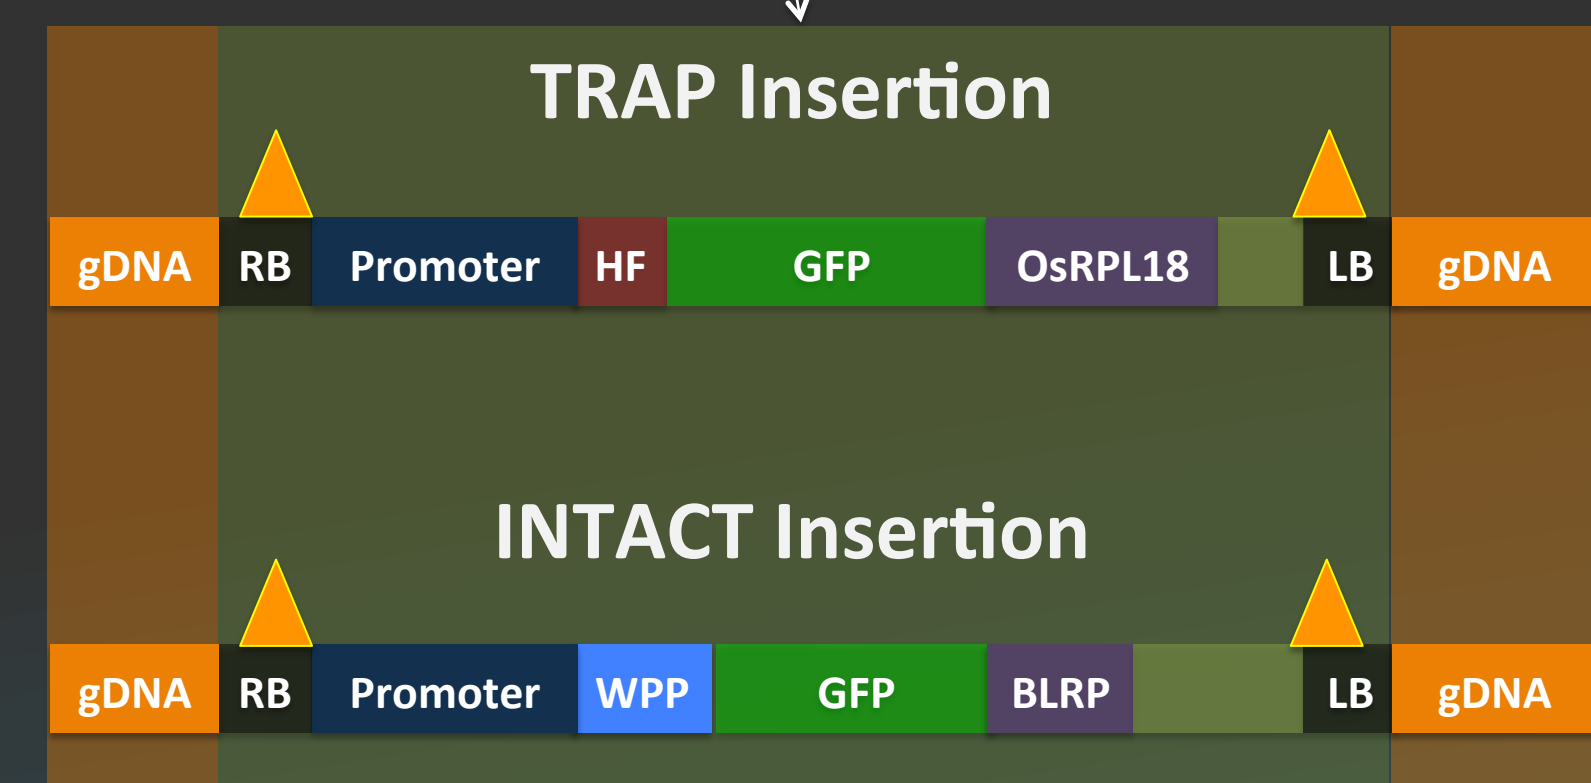 TRAP Insertion
gDNA RB Promoter HF GFP OsRPL18 LB gDNA
INTACT Insertion
gDNA RB Promoter WPP GFP BLRP LB gDNA